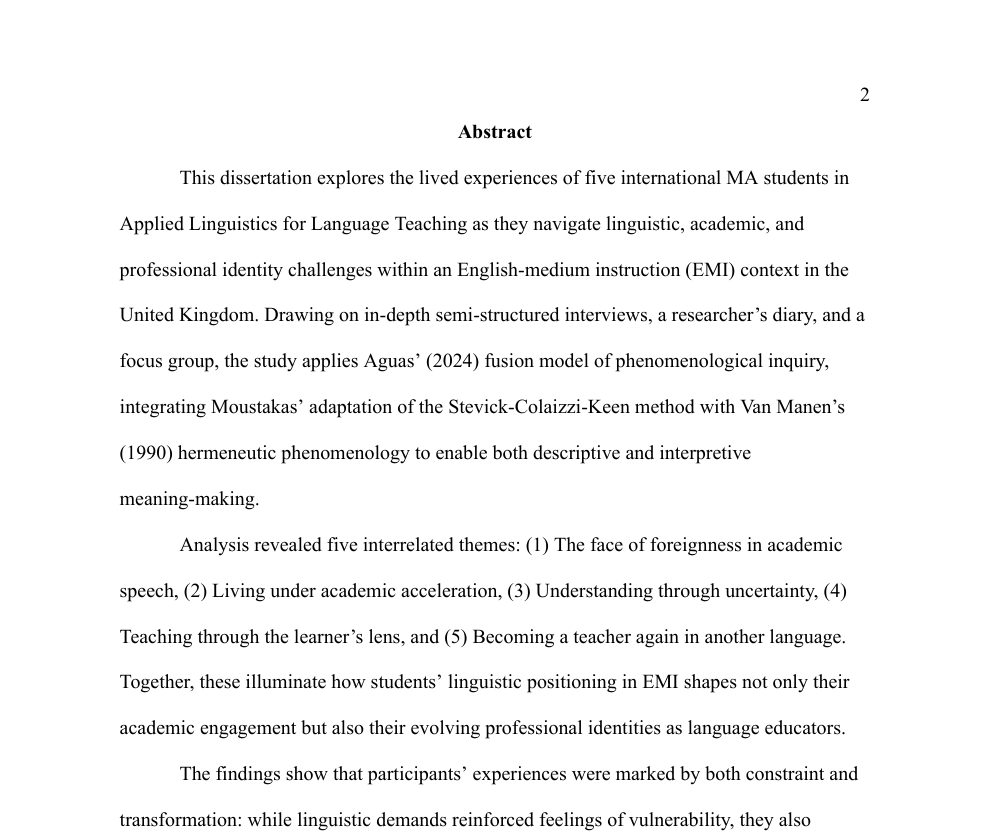 2
Abstract
This dissertation explores the lived experiences of five international MA students in
Applied Linguistics for Language Teaching as they navigate linguistic, academic, and
professional identity challenges within an English-medium instruction (EMI) context in the
United Kingdom. Drawing on in-depth semi-structured interviews, a researcher’s diary, and a
focus group, the study applies Aguas’ (2024) fusion model of phenomenological inquiry,
integrating Moustakas’ adaptation of the Stevick-Colaizzi-Keen method with Van Manen’s
(1990) hermeneutic phenomenology to enable both descriptive and interpretive
meaning-making.
Analysis revealed five interrelated themes: (1) The face of foreignness in academic
speech, (2) Living under academic acceleration, (3) Understanding through uncertainty, (4)
Teaching through the learner’s lens, and (5) Becoming a teacher again in another language.
Together, these illuminate how students’ linguistic positioning in EMI shapes not only their
academic engagement but also their evolving professional identities as language educators.
The findings show that participants’ experiences were marked by both constraint and
transformation: while linguistic demands reinforced feelings of vulnerability, they also